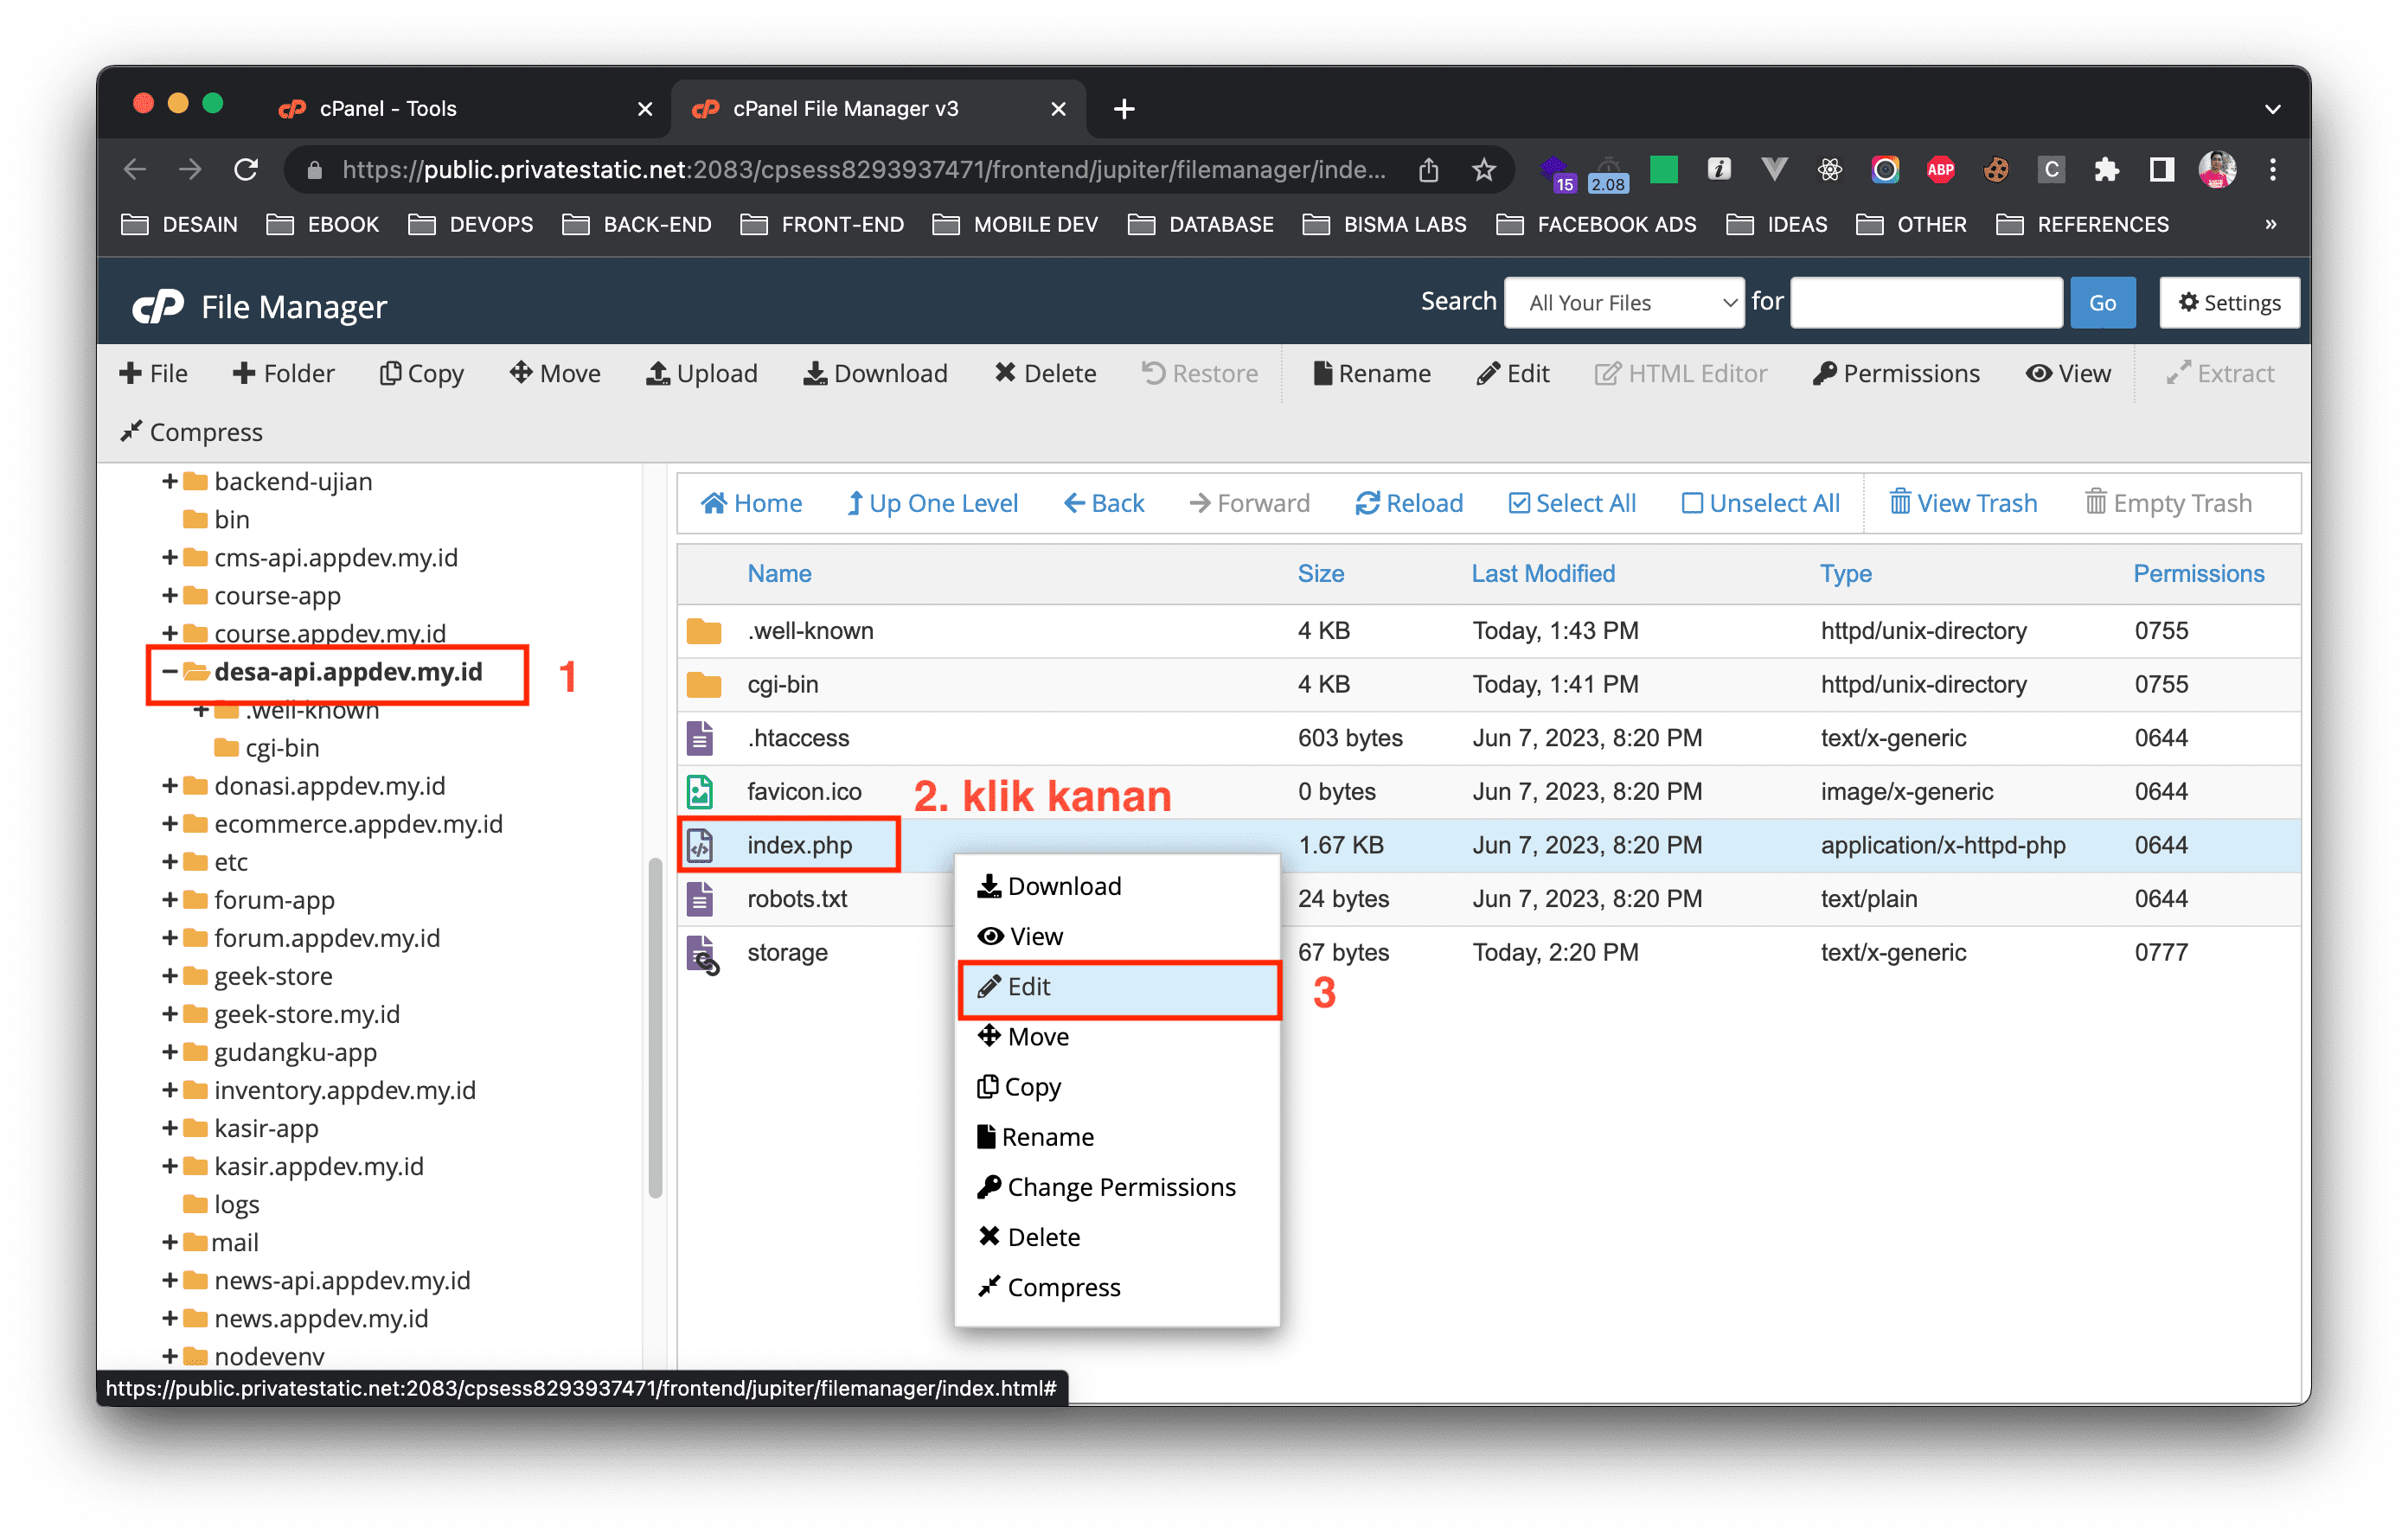 cPanel - Tools
cPanel File Manager v3
https://public.privatestatic.net:2083/cpsess8293937471/frontend/jupiter/filemanager/inde...
15
2.08
ABP
C
DESAIN EBOOK DEVOPS BACK-END FRONT-END MOBILE DEV DATABASE BISMA LABS FACEBOOK ADS IDEAS OTHER REFERENCES »
cP File Manager
Search All Your Files for Go Settings
File Folder Copy Move Upload Download Delete Restore Rename Edit HTML Editor Permissions View Extract
Compress
backend-ujian
bin
cms-api.appdev.my.id
course-app
course.appdev.my.id
desa-api.appdev.my.id 1
.well-known
cgi-bin
donasi.appdev.my.id
ecommerce.appdev.my.id
etc
forum-app
forum.appdev.my.id
geek-store
geek-store.my.id
gudangku-app
inventory.appdev.my.id
kasir-app
kasir.appdev.my.id
logs
mail
news-api.appdev.my.id
news.appdev.my.id
nodevenv
Home Up One Level Back Forward Reload Select All Unselect All View Trash Empty Trash
Name Size Last Modified Type Permissions
.well-known 4 KB Today, 1:43 PM httpd/unix-directory 0755
cgi-bin 4 KB Today, 1:41 PM httpd/unix-directory 0755
.htaccess 603 bytes Jun 7, 2023, 8:20 PM text/x-generic 0644
favicon.ico 0 bytes Jun 7, 2023, 8:20 PM image/x-generic 0644
2. klik kanan
index.php 1.67 KB Jun 7, 2023, 8:20 PM application/x-httpd-php 0644
robots.txt 24 bytes Jun 7, 2023, 8:20 PM text/plain 0644
storage 67 bytes Today, 2:20 PM text/x-generic 0777
Download
View
Edit 3
Move
Copy
Rename
Change Permissions
Delete
Compress
https://public.privatestatic.net:2083/cpsess8293937471/frontend/jupiter/filemanager/index.html#